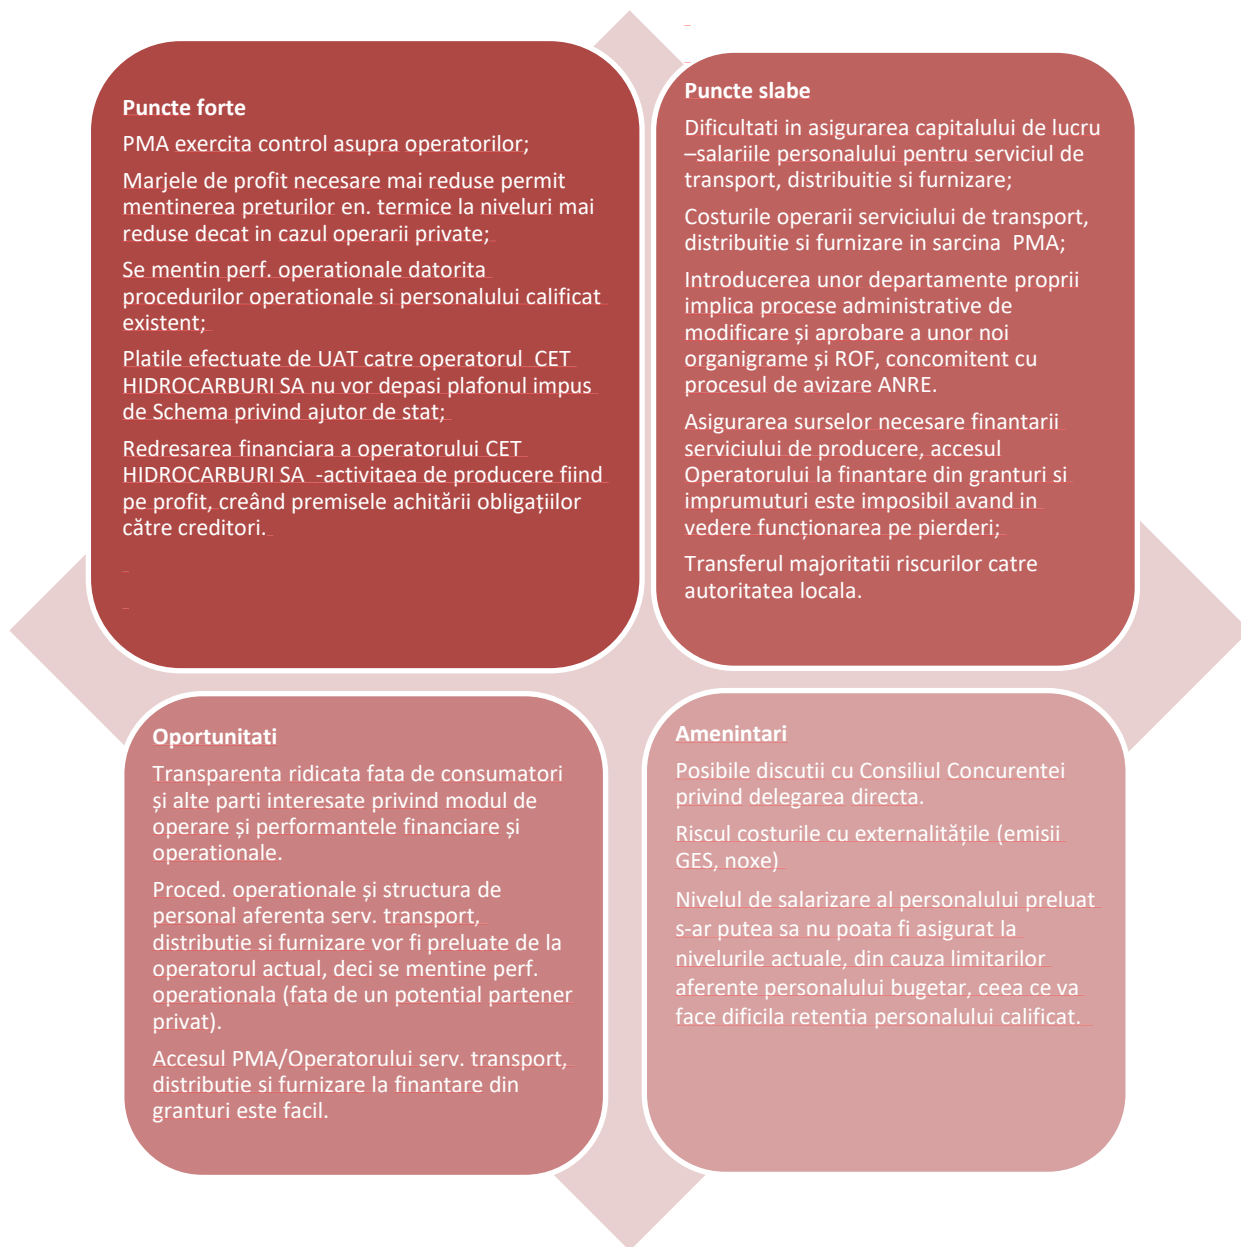 Puncte forte
PMA exercita control asupra operatorilor;
Marjele de profit necesare mai reduse permit
mentinerea preturilor en. termice la niveluri mai
reduse decat in cazul operarii private;
Se mentin perf. operationale datorita
procedurilor operationale si personalului calificat
existent;
Platile efectuate de UAT catre operatorul  CET
HIDROCARBURI SA  nu vor depasi plafonul impus
de Schema privind ajutor de stat;
Redresarea financiara a operatorului CET
HIDROCARBURI SA  -activitaea de producere fiind
pe profit, creând premisele achitării obligațiilor
către creditori.
Puncte slabe
Dificultati in asigurarea capitalului de lucru
–salariile personalului pentru serviciul de
transport, distribuitie si furnizare;
Costurile operarii serviciului de transport,
distribuitie si furnizare in sarcina  PMA;
Introducerea unor departamente proprii
implica procese administrative de
modificare și aprobare a unor noi
organigrame și ROF, concomitent cu
procesul de avizare ANRE.
Asigurarea surselor necesare finantarii
serviciului de producere, accesul
Operatorului la finantare din granturi si
imprumuturi este imposibil avand in
vedere funcționarea pe pierderi;
Transferul majoritatii riscurilor catre
autoritatea locala.
Oportunitati
Transparenta ridicata fata de consumatori
și alte parti interesate privind modul de
operare și performantele financiare și
operationale.
Proced. operationale și structura de
personal aferenta serv. transport,
distributie si furnizare vor fi preluate de la
operatorul actual, deci se mentine perf.
operationala (fata de un potential partener
privat).
Accesul PMA/Operatorului serv. transport,
distributie si furnizare la finantare din
granturi este facil.
Amenintari
Posibile discutii cu Consiliul Concurentei
privind delegarea directa.
Riscul costurile cu externalitățile (emisii
GES, noxe)
Nivelul de salarizare al personalului preluat
s-ar putea sa nu poata fi asigurat la
nivelurile actuale, din cauza limitarilor
aferente personalului bugetar, ceea ce va
face dificila retentia personalului calificat.